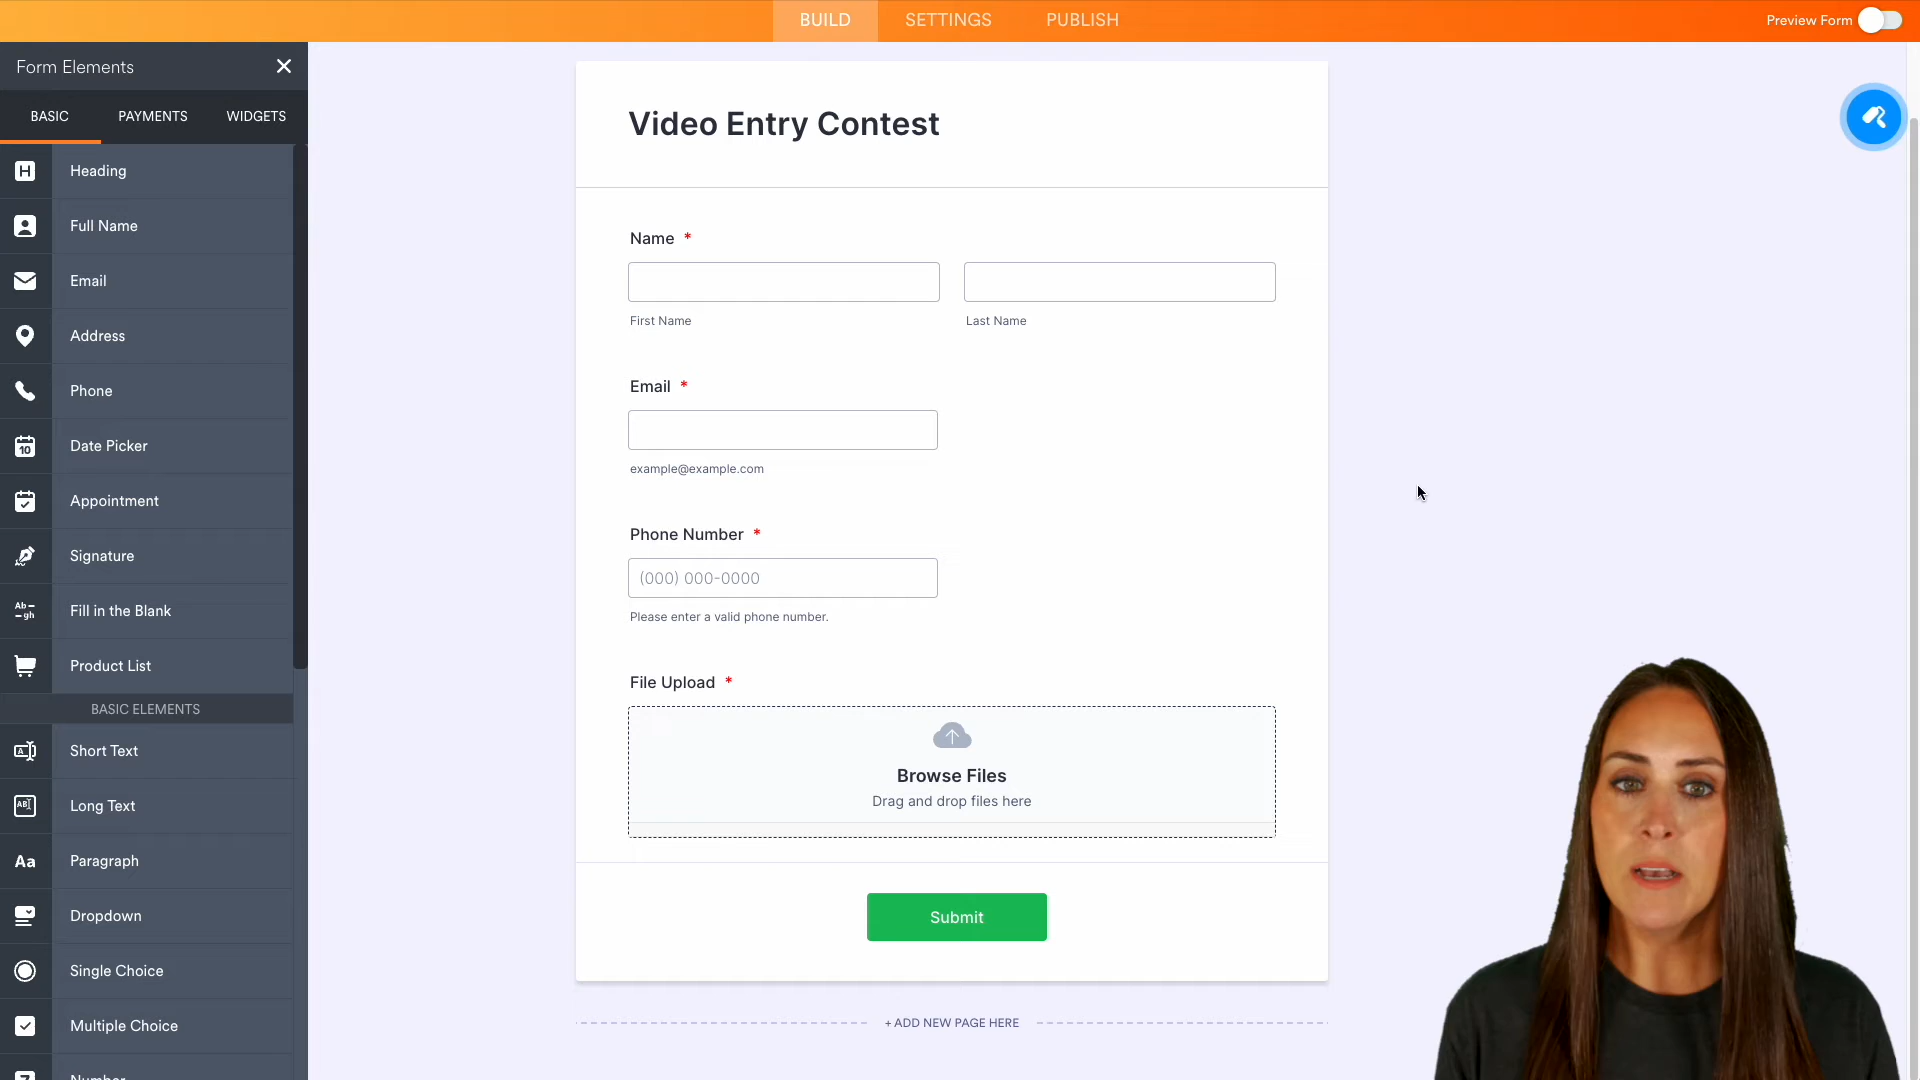 BUILD
SETTINGS
PUBLISH
Preview Form
Form Elements
BASIC
PAYMENTS
WIDGETS
Heading
Full Name
Email
Address
Phone
10
Date Picker
Appointment
Signature
Fill in the Blank
Product List
BASIC ELEMENTS
Short Text
Long Text
Aa
Paragraph
Dropdown
Single Choice
Multiple Choice
Number
Video Entry Contest
Name *
First Name
Last Name
Email *
example@example.com
Phone Number *
(000) 000-0000
Please enter a valid phone number.
File Upload *
Browse Files
Drag and drop files here
Submit
+ ADD NEW PAGE HERE